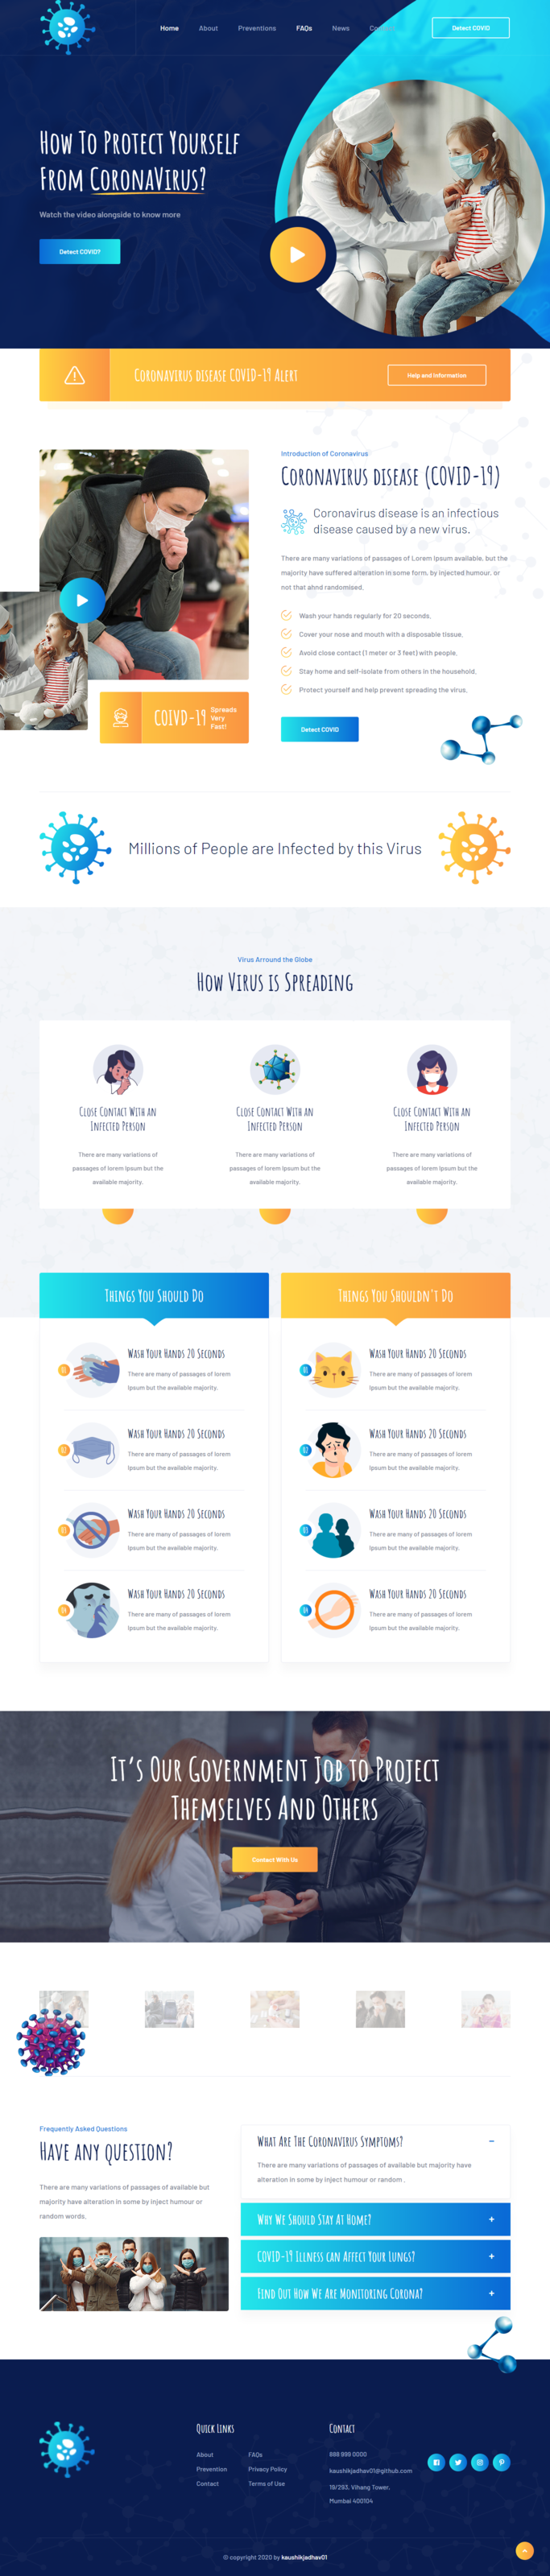 Home About Preventions FAQs News
Detect COVID
How To Protect Yourself
From CoronaVirus?
Watch the video alongside to know more
Detect COVID?
Coronavirus disease COVID-19 Alert
Help and Information
Introduction of Coronavirus
Coronavirus disease (COVID-19)
Coronavirus disease is an infectious
disease caused by a new virus.
There are many variations of passages of Lorem Ipsum available, but the
majority have suffered alteration in some form, by injected humour, or
not that ahnd randomised.
Wash your hands regularly for 20 seconds.
Cover your nose and mouth with a disposable tissue.
Avoid close contact (1 meter or 3 feet) with people.
Stay home and self-isolate from others in the household.
Protect yourself and help prevent spreading the virus.
COIVD-19
Spreads
Very
Fast!
Detect COVID
Millions of People are Infected by this Virus
Virus Arround the Globe
How Virus is Spreading
Close Contact With an
Infected Person
There are many variations of
passages of lorem Ipsum but the
available majority.
Close Contact With an
Infected Person
There are many variations of
passages of lorem Ipsum but the
available majority.
Close Contact With an
Infected Person
There are many variations of
passages of lorem Ipsum but the
available majority.
Things You Should Do
01
Wash Your Hands 20 Seconds
There are many of passages of lorem
Ipsum but the available majority.
02
Wash Your Hands 20 Seconds
There are many of passages of lorem
Ipsum but the available majority.
03
Wash Your Hands 20 Seconds
There are many of passages of lorem
Ipsum but the available majority.
04
Wash Your Hands 20 Seconds
There are many of passages of lorem
Ipsum but the available majority.
Things You Shouldn't Do
01
Wash Your Hands 20 Seconds
There are many of passages of lorem
Ipsum but the available majority.
02
Wash Your Hands 20 Seconds
There are many of passages of lorem
Ipsum but the available majority.
03
Wash Your Hands 20 Seconds
There are many of passages of lorem
Ipsum but the available majority.
04
Wash Your Hands 20 Seconds
There are many of passages of lorem
Ipsum but the available majority.
It's Our Government Job to Project
Themselves And Others
Contact With Us
Frequently Asked Questions
Have any question?
There are many variations of passages of available but
majority have alteration in some by inject humour or
random words.
What Are The Coronavirus Symptoms?
There are many variations of passages of available but majority have
alteration in some by inject humour or random .
Why We Should Stay At Home?
COVID-19 Illness can Affect Your Lungs?
Find Out How We Are Monitoring Corona?
Quick Links
About
Prevention
Contact
FAQs
Privacy Policy
Terms of Use
Contact
888 999 0000
kaushikjadhav01@github.com
19/293, Vihang Tower,
Mumbai 400104
© copyright 2020 by kaushikjadhav01